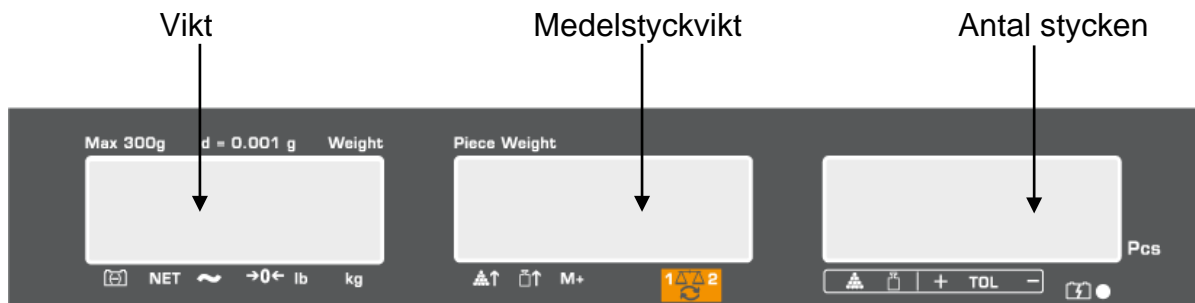 Vikt Medelstyckvikt Antal stycken
Max 300g d = 0.001 g Weight Piece Weight
Pcs
NET ~ →0← lb kg M+ 1 2 + TOL −